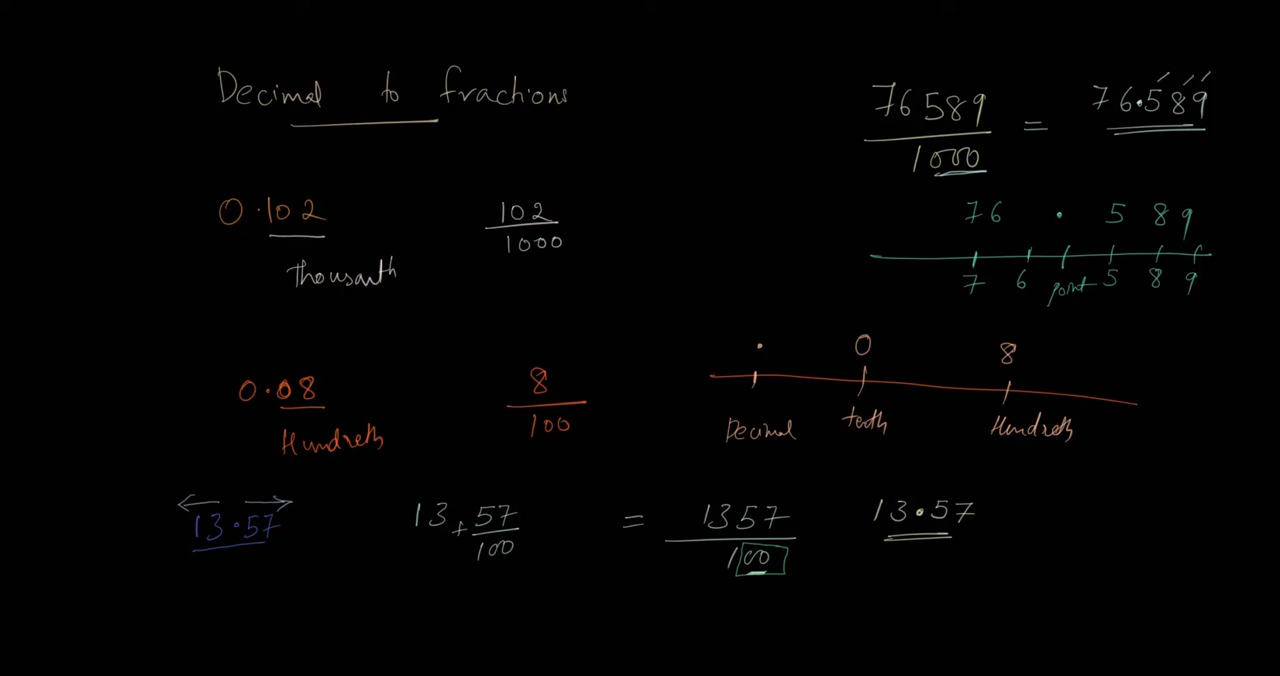 Decimal to fractions
76589
1000
=
76.589
0.102
102
1000
Thousanth
76 . 5 8 9
7 6 point 5 8 9
0.08
Hundreth
8
100
. 0 8
Decimal tenth Hundreth
13.57
13 + 57
100
=
1357
100
13.57